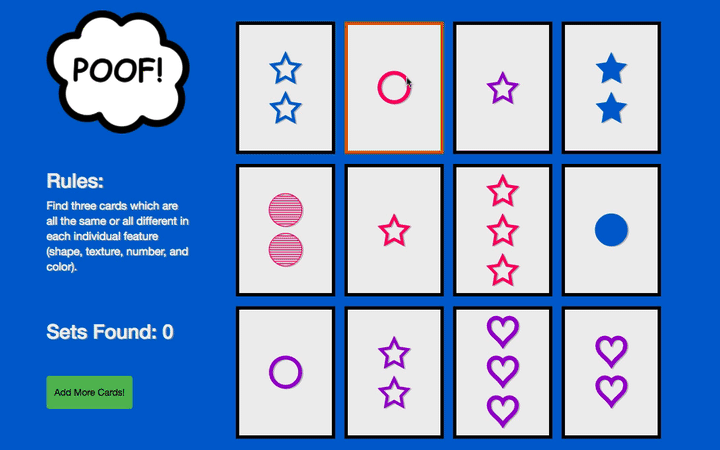 POOF!
Rules:
Find three cards which are
all the same or all different in
each individual feature
(shape, texture, number, and
color).
Sets Found: 0
Add More Cards!